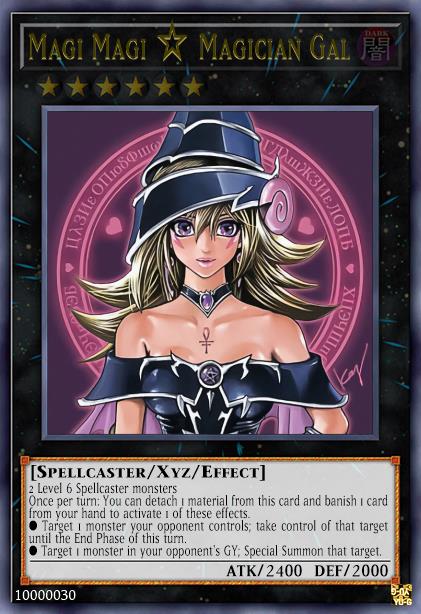 Magi Magi ☆ Magician Gal
DARK
闇
[Spellcaster/Xyz/Effect]
2 Level 6 Spellcaster monsters
Once per turn: You can detach 1 material from this card and banish 1 card
from your hand to activate 1 of these effects.
● Target 1 monster your opponent controls; take control of that target
until the End Phase of this turn.
● Target 1 monster in your opponent's GY; Special Summon that target.
ATK/2400 DEF/2000
10000030